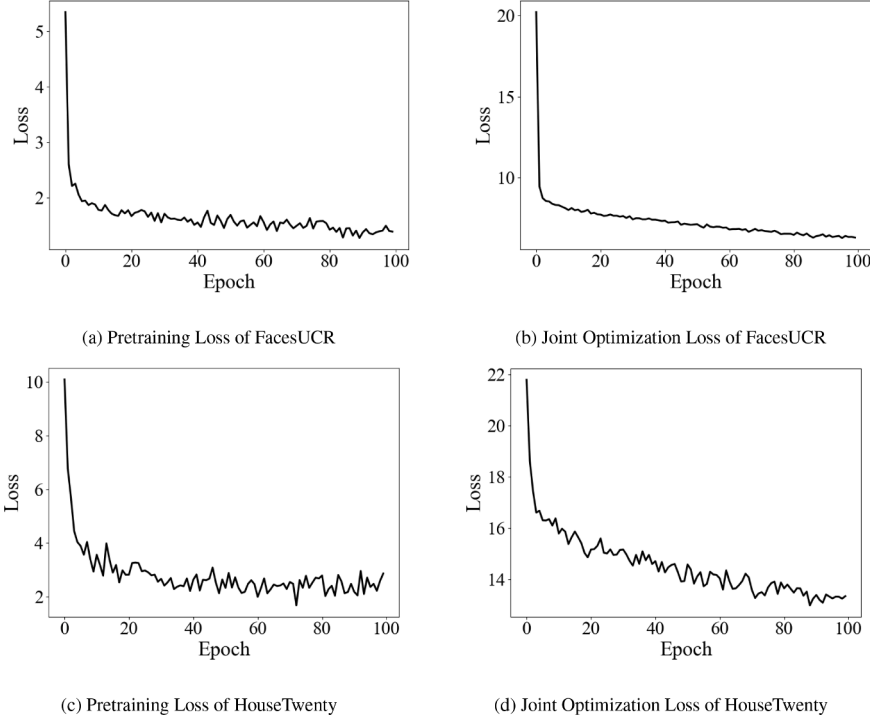 5
4
3
2
Loss
0 20 40 60 80 100
Epoch
(a) Pretraining Loss of FacesUCR
20
15
10
Loss
0 20 40 60 80 100
Epoch
(b) Joint Optimization Loss of FacesUCR
10
8
6
4
2
Loss
0 20 40 60 80 100
Epoch
(c) Pretraining Loss of HouseTwenty
22
20
18
16
14
Loss
0 20 40 60 80 100
Epoch
(d) Joint Optimization Loss of HouseTwenty